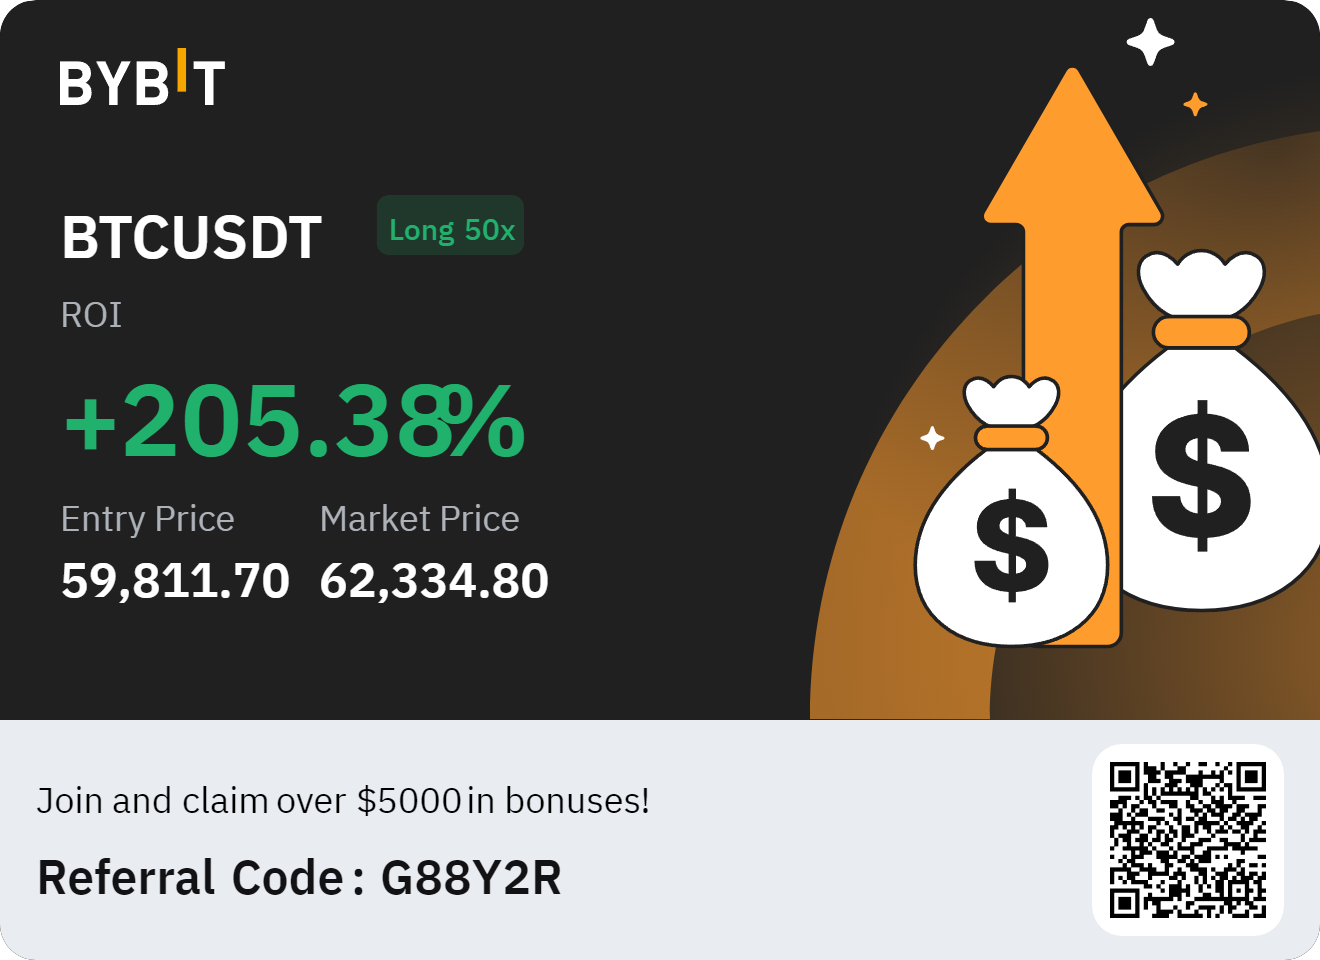 BYBIT
BTCUSDT Long 50x
ROI
+205.38%
Entry Price Market Price
59,811.70 62,334.80
$ $
Join and claim over $5000 in bonuses!
Referral Code: G88Y2R